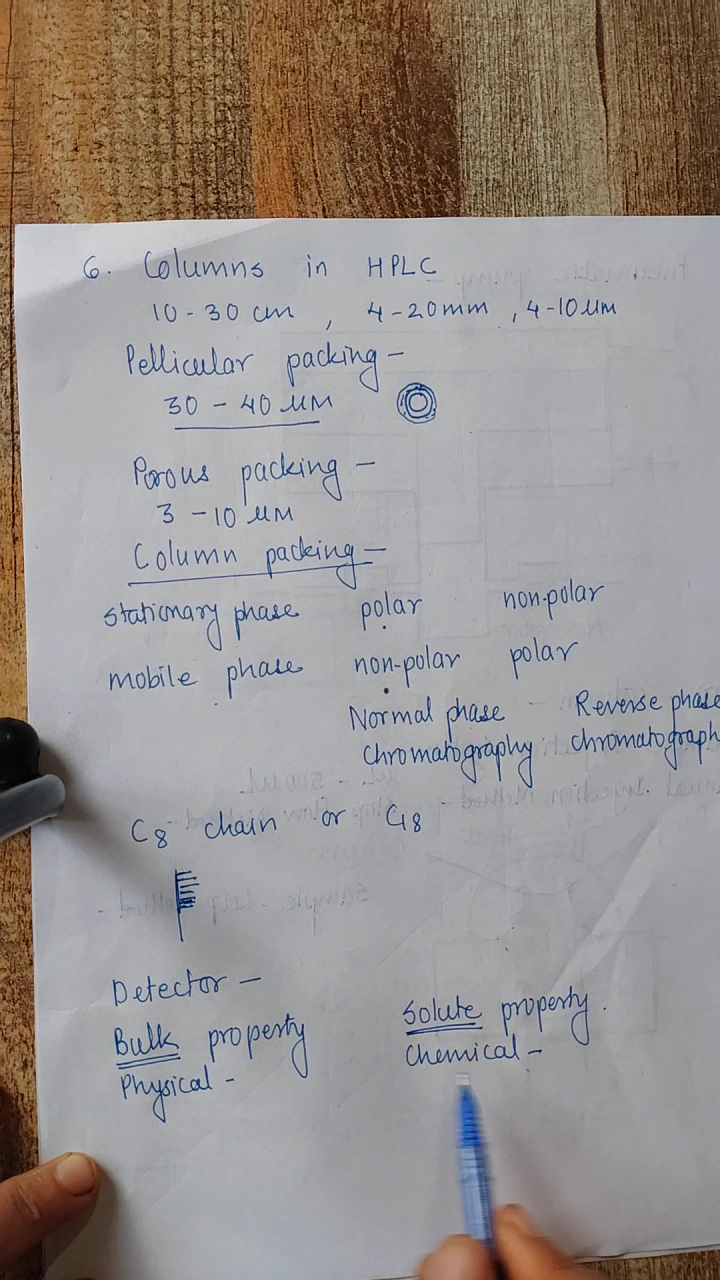 6. Columns in HPLC
10-30 cm , 4-20mm , 4-10 μm
Pellicular packing-
30 - 40 μm
Porous packing-
3 -10 μm
Column packing-
stationary phase polar non-polar
mobile phase non-polar polar
Normal phase Reverse phase
chromatography chromatograph
C8 chain or C18
Detector -
Bulk property Solute property.
Physical - Chemical -